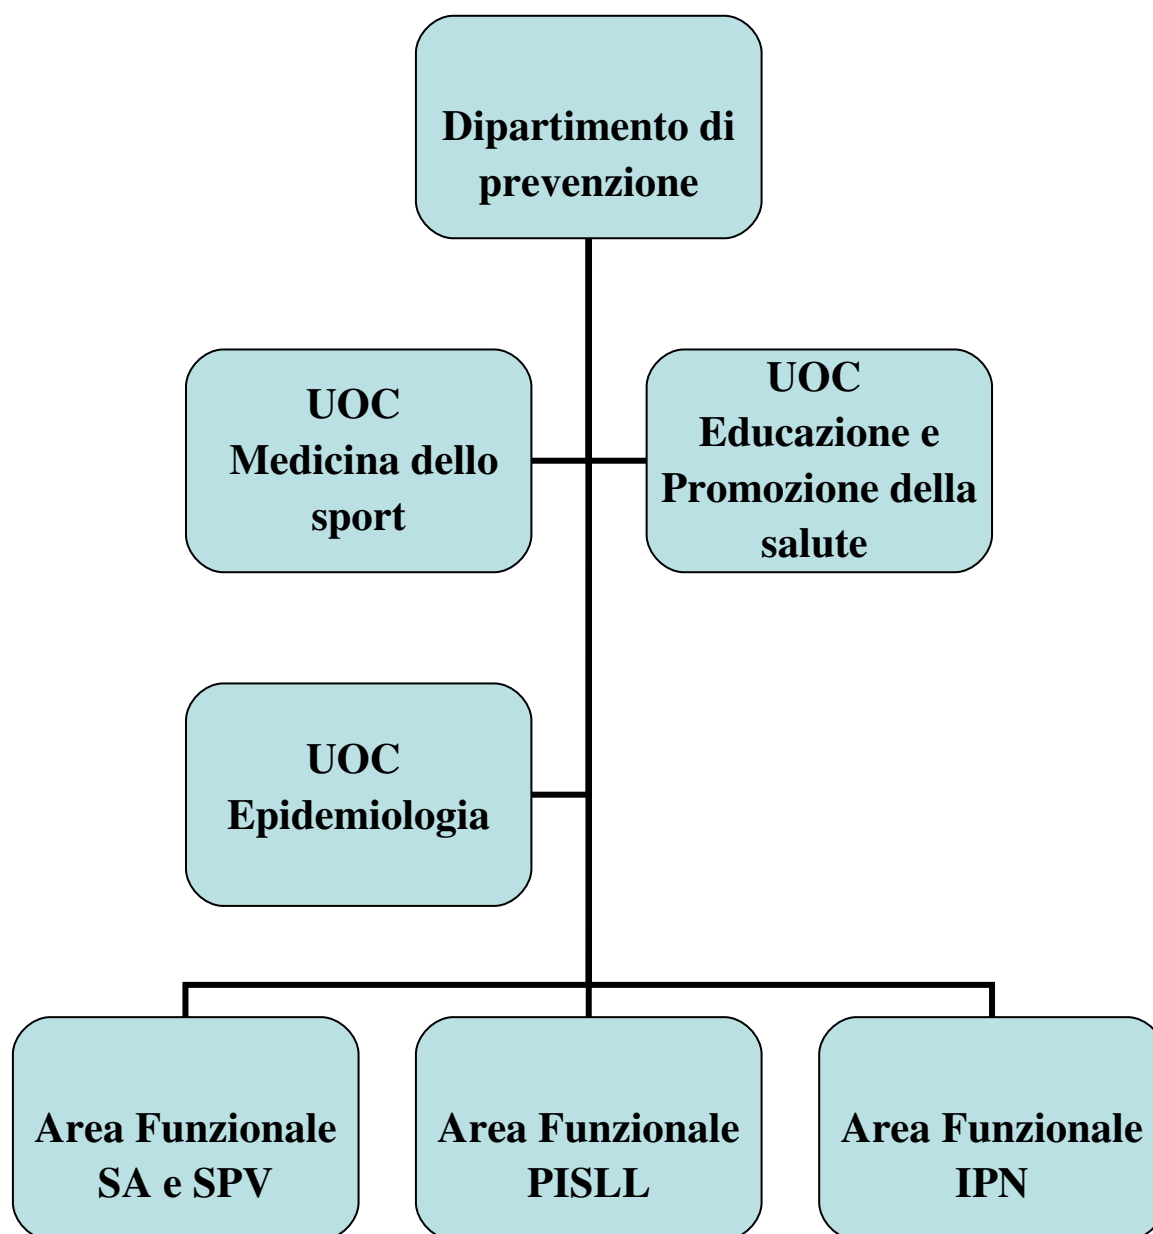 Dipartimento di
prevenzione
UOC
Medicina dello
sport
UOC
Educazione e
Promozione della
salute
UOC
Epidemiologia
Area Funzionale
SA e SPV
Area Funzionale
PISLL
Area Funzionale
IPN